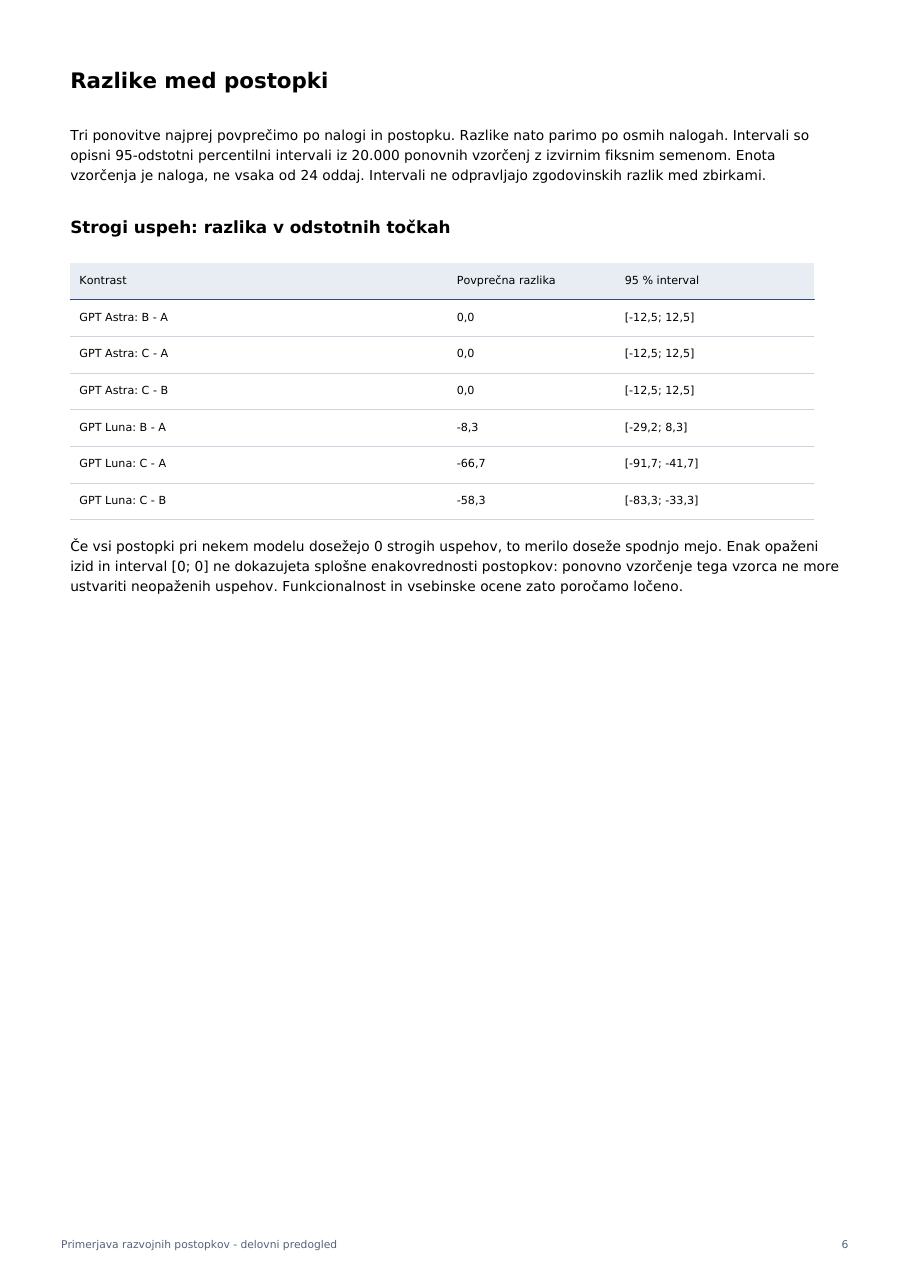 Razlike med postopki
Tri ponovitve najprej povprečimo po nalogi in postopku. Razlike nato parimo po osmih nalogah. Intervali so
opisni 95-odstotni percentilni intervali iz 20.000 ponovnih vzorčenj z izvirnim fiksnim semenom. Enota
vzorčenja je naloga, ne vsaka od 24 oddaj. Intervali ne odpravljajo zgodovinskih razlik med zbirkami.
Strogi uspeh: razlika v odstotnih točkah
Kontrast Povprečna razlika 95 % interval
GPT Astra: B - A 0,0 [-12,5; 12,5]
GPT Astra: C - A 0,0 [-12,5; 12,5]
GPT Astra: C - B 0,0 [-12,5; 12,5]
GPT Luna: B - A -8,3 [-29,2; 8,3]
GPT Luna: C - A -66,7 [-91,7; -41,7]
GPT Luna: C - B -58,3 [-83,3; -33,3]
Če vsi postopki pri nekem modelu dosežejo 0 strogih uspehov, to merilo doseže spodnjo mejo. Enak opaženi
izid in interval [0; 0] ne dokazujeta splošne enakovrednosti postopkov: ponovno vzorčenje tega vzorca ne more
ustvariti neopaženih uspehov. Funkcionalnost in vsebinske ocene zato poročamo ločeno.
Primerjava razvojnih postopkov - delovni predogled 6